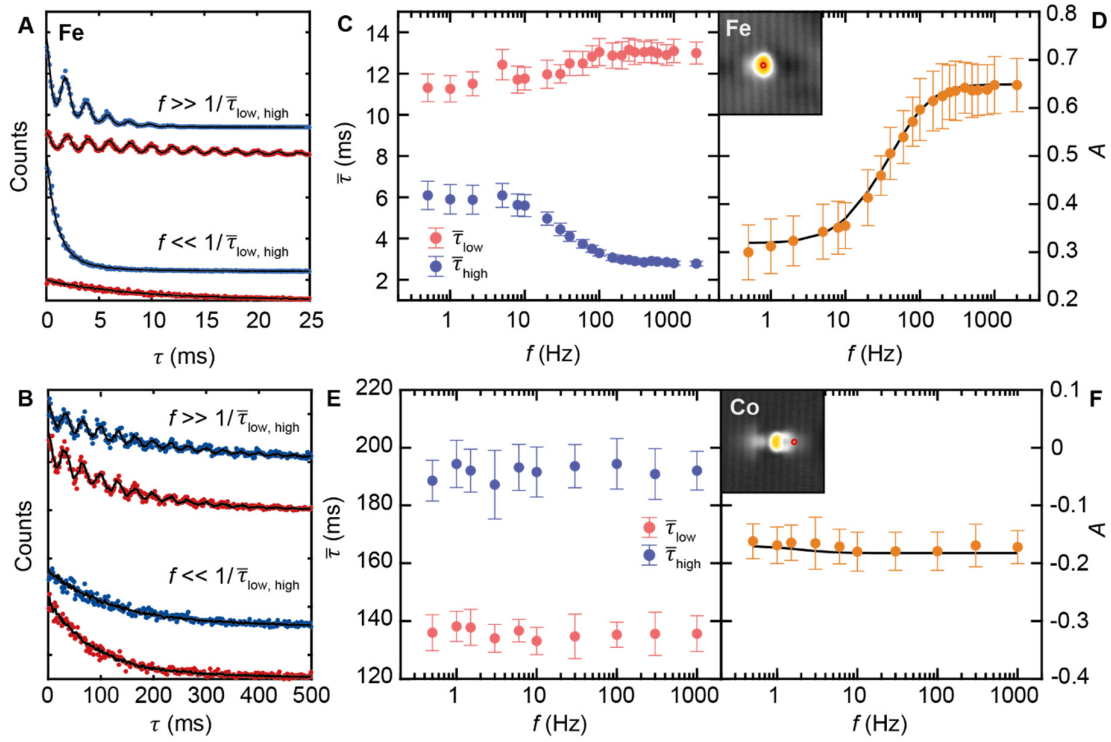 A
Fe
f >> 1/τ̅low, high
f << 1/τ̅low, high
Counts
0 5 10 15 20 25
τ (ms)
C
14
12
10
8
6
4
2
τ̅ (ms)
τ̅low
τ̅high
1 10 100 1000
f (Hz)
Fe
D
0.8
0.7
0.6
0.5
0.4
0.3
0.2
A
1 10 100 1000
f (Hz)
B
f >> 1/τ̅low, high
f << 1/τ̅low, high
Counts
0 100 200 300 400 500
τ (ms)
E
220
200
180
160
140
120
τ̅ (ms)
τ̅low
τ̅high
1 10 100 1000
f (Hz)
Co
F
0.1
0
-0.1
-0.2
-0.3
-0.4
A
1 10 100 1000
f (Hz)